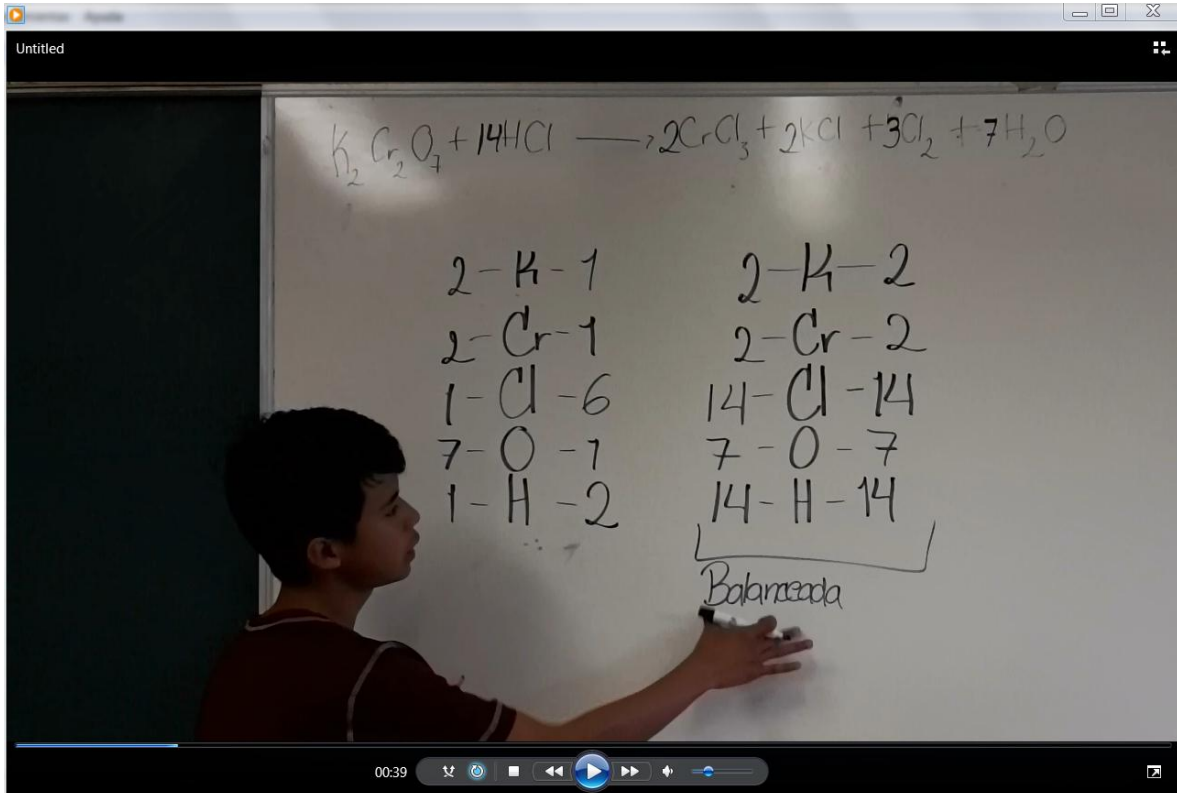 Ayuda
Untitled
K₂Cr₂O₇ + 14HCl → 2CrCl₃ + 2KCl + 3Cl₂ + 7H₂O
2 - K - 1
2 - K - 2
2 - Cr - 1
2 - Cr - 2
1 - Cl - 6
14 - Cl - 14
7 - O - 1
7 - O - 7
1 - H - 2
14 - H - 14
Balanceada
00:39